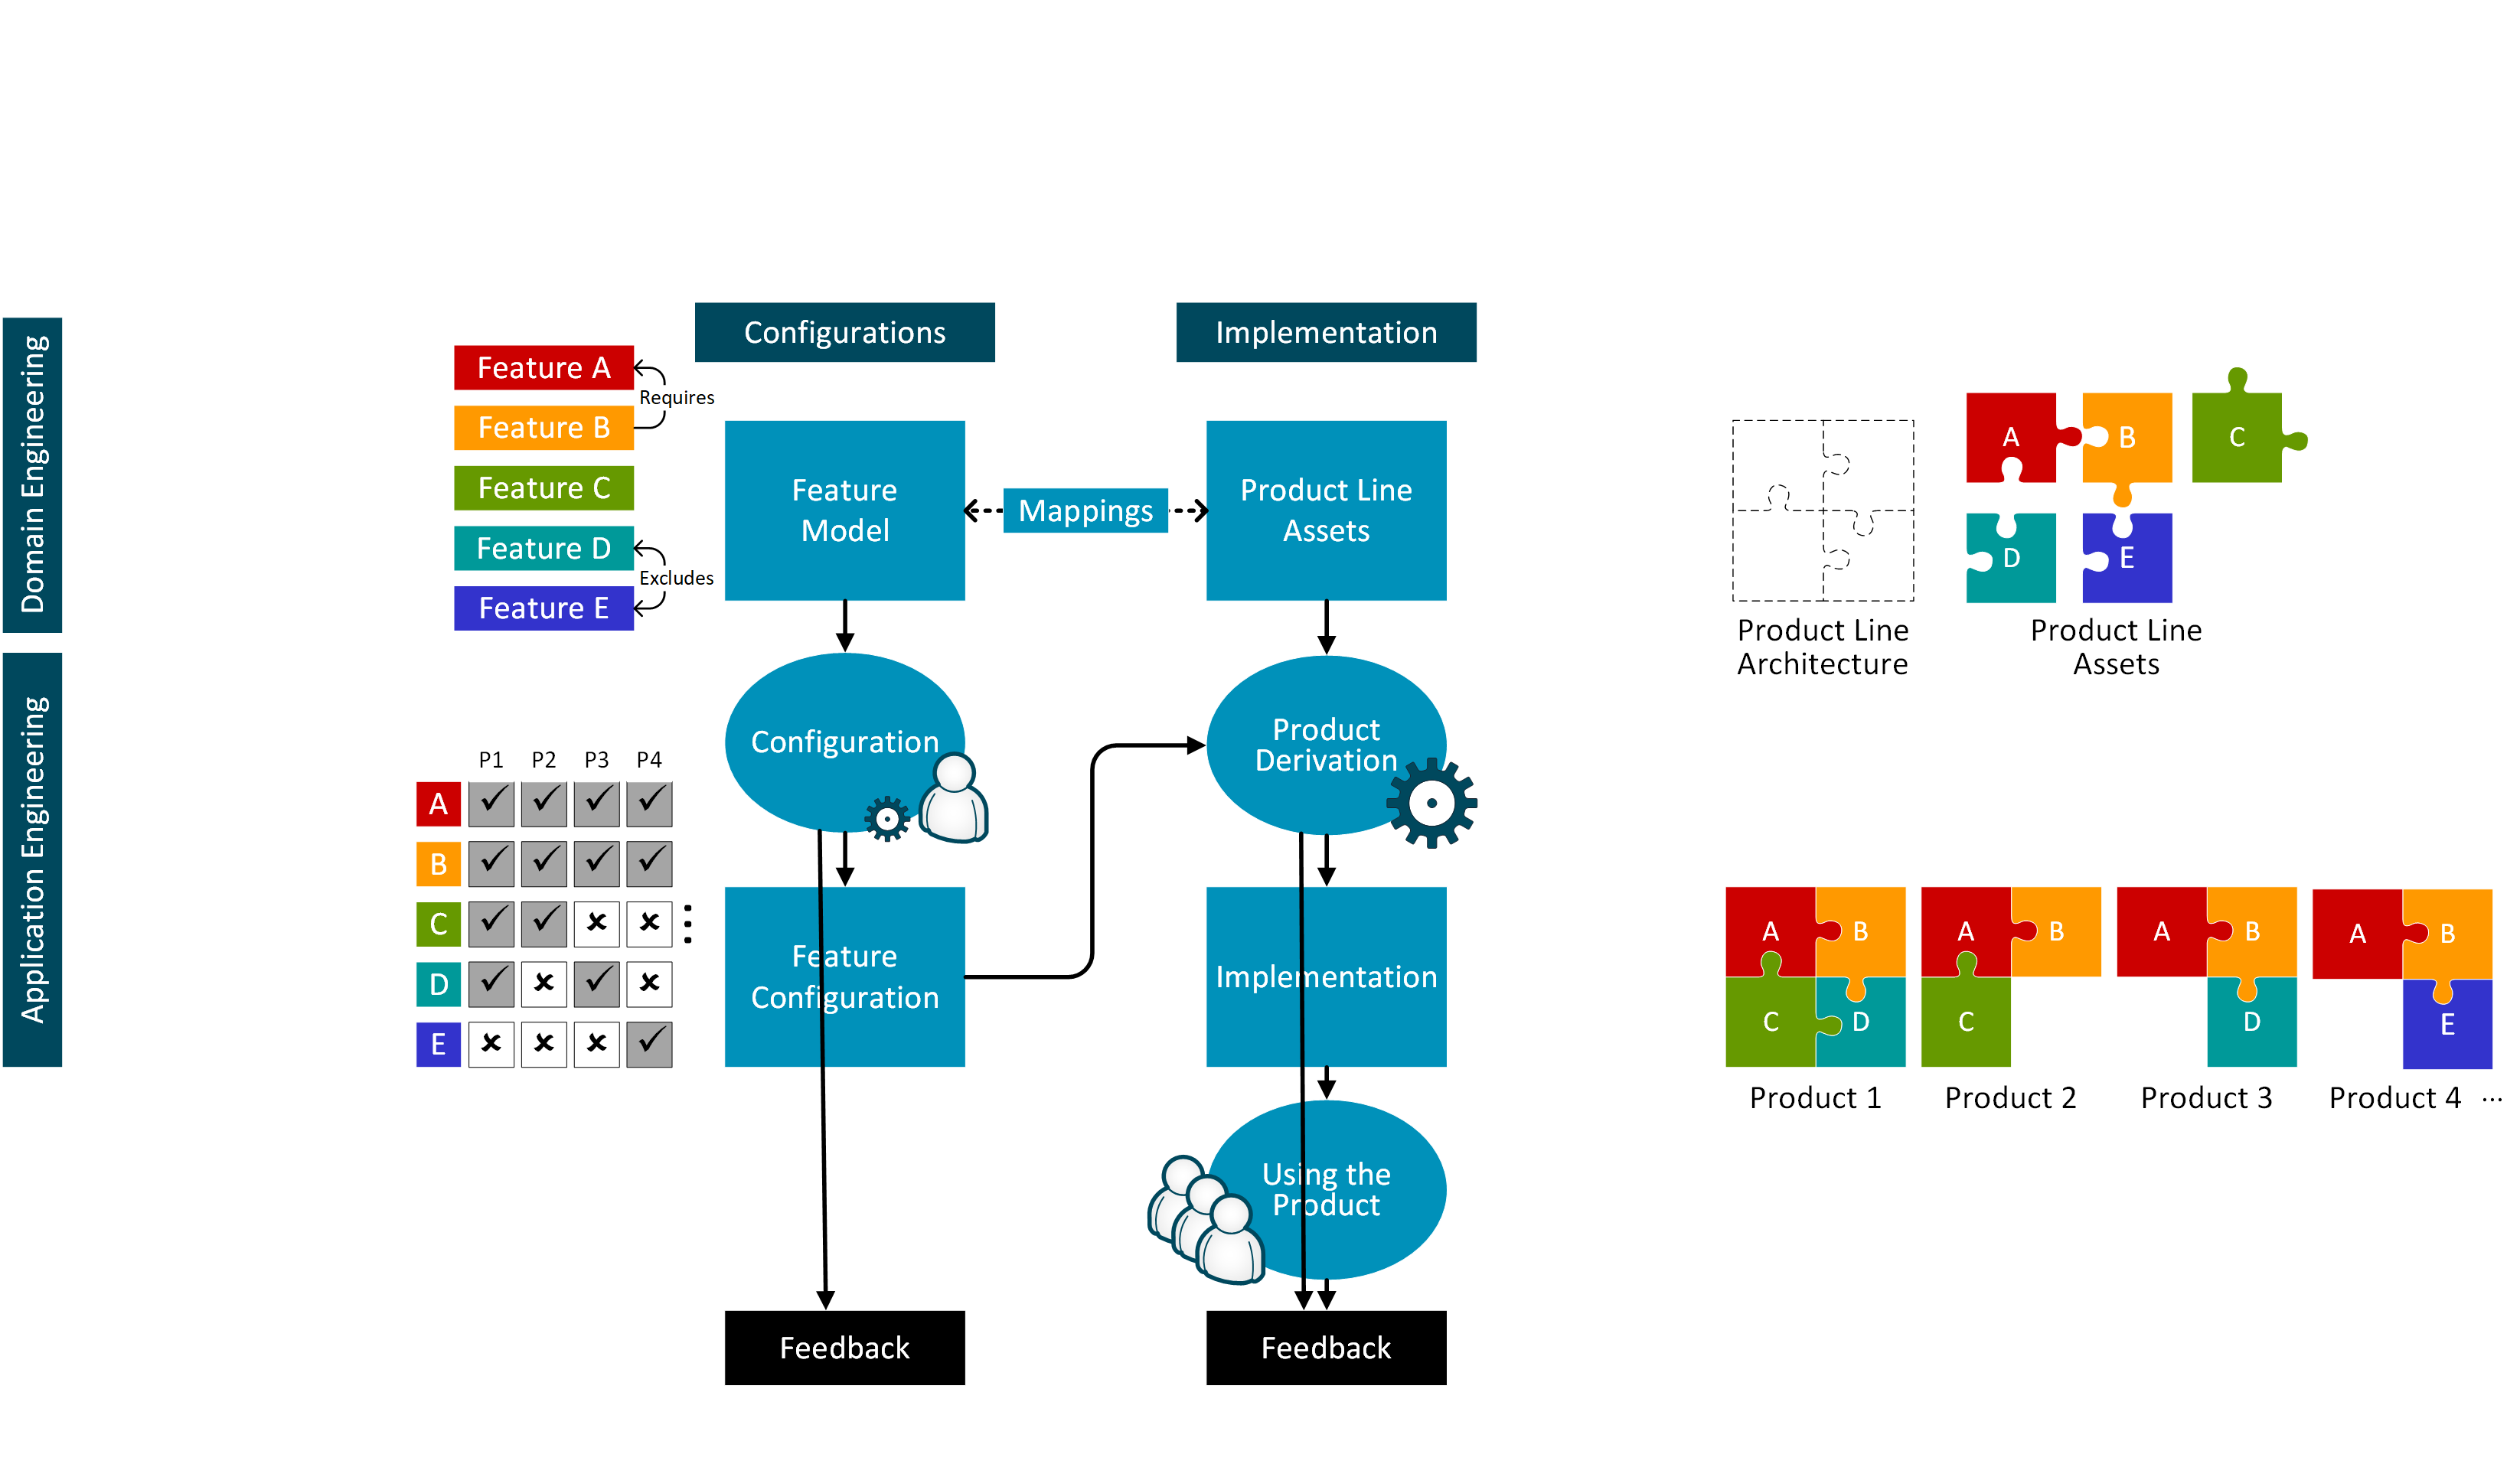 Domain Engineering
Application Engineering
Configurations
Implementation
Feature A
Requires
Feature B
Feature C
Feature D
Excludes
Feature E
Feature
Model
Mappings
Product Line
Assets
A
B
C
D
E
Product Line
Architecture
Product Line
Assets
Configuration
Product
Derivation
P1 P2 P3 P4
A
B
C
D
E
Feature
Configuration
Implementation
A B
C D
Product 1
A B
C
Product 2
A B
D
Product 3
A B
E
Product 4
...
Using the
Product
Feedback
Feedback